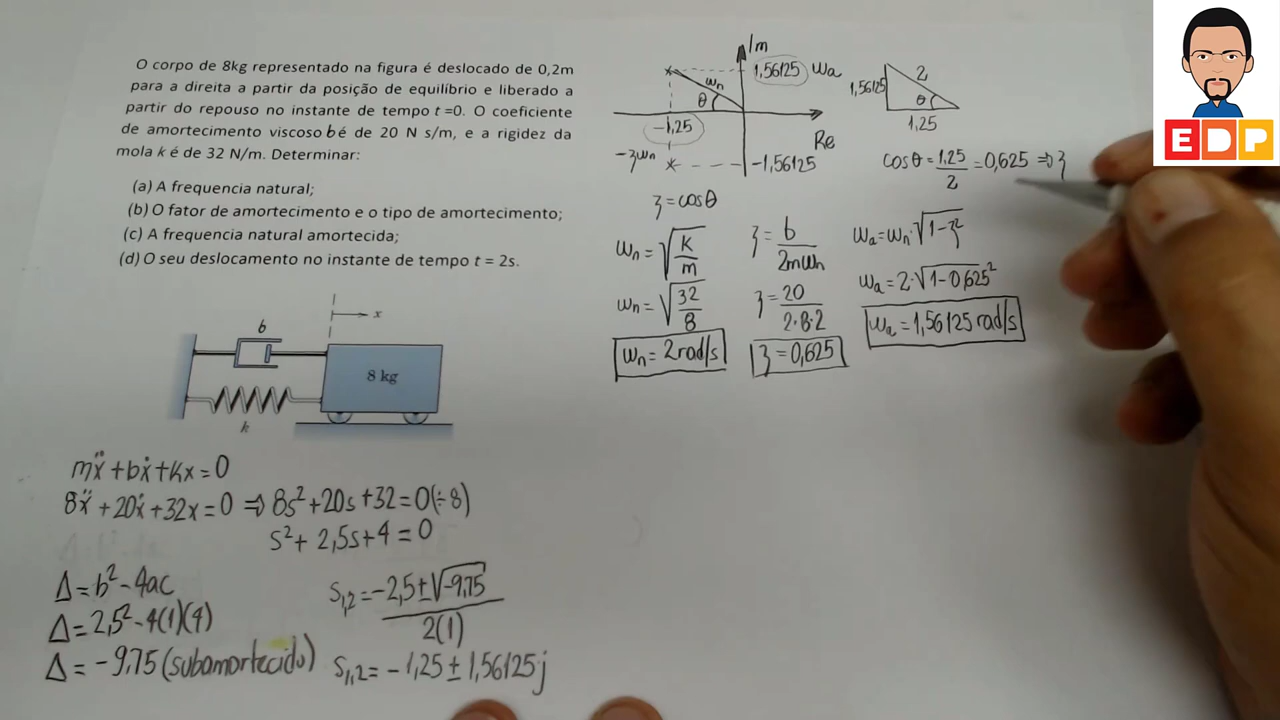 O corpo de 8kg representado na figura é deslocado de 0,2m
para a direita a partir da posição de equilíbrio e liberado a
partir do repouso no instante de tempo t =0. O coeficiente
de amortecimento viscoso b é de 20 N s/m, e a rigidez da
mola k é de 32 N/m. Determinar:
(a) A frequencia natural;
(b) O fator de amortecimento e o tipo de amortecimento;
(c) A frequencia natural amortecida;
(d) O seu deslocamento no instante de tempo t = 2s.
x
b
8 kg
k
mẍ + bẋ + kx = 0
8ẍ + 20ẋ + 32x = 0 ⇒ 8s² + 20s + 32 = 0 (÷8)
s² + 2,5s + 4 = 0
Δ = b² - 4ac
Δ = 2,5² - 4(1)(4)
Δ = -9,75 (subamortecido)
S1,2 = -2,5 ± √-9,75
2(1)
S1,2 = -1,25 ± 1,56125j
Im
1,56125 ωa
ωn
θ
-1,25
Re
-ʒωn
-1,56125
ʒ = cosθ
ωn = √k/m
ωn = √32/8
ωn = 2rad/s
ʒ = b/2mωn
ʒ = 20/2·8·2
ʒ = 0,625
1,56125
2
θ
1,25
cosθ = 1,25/2 = 0,625 ⇒ ʒ
ωa = ωn·√1-ʒ²
ωa = 2·√1-0,625²
ωa = 1,56125 rad/s
EDP